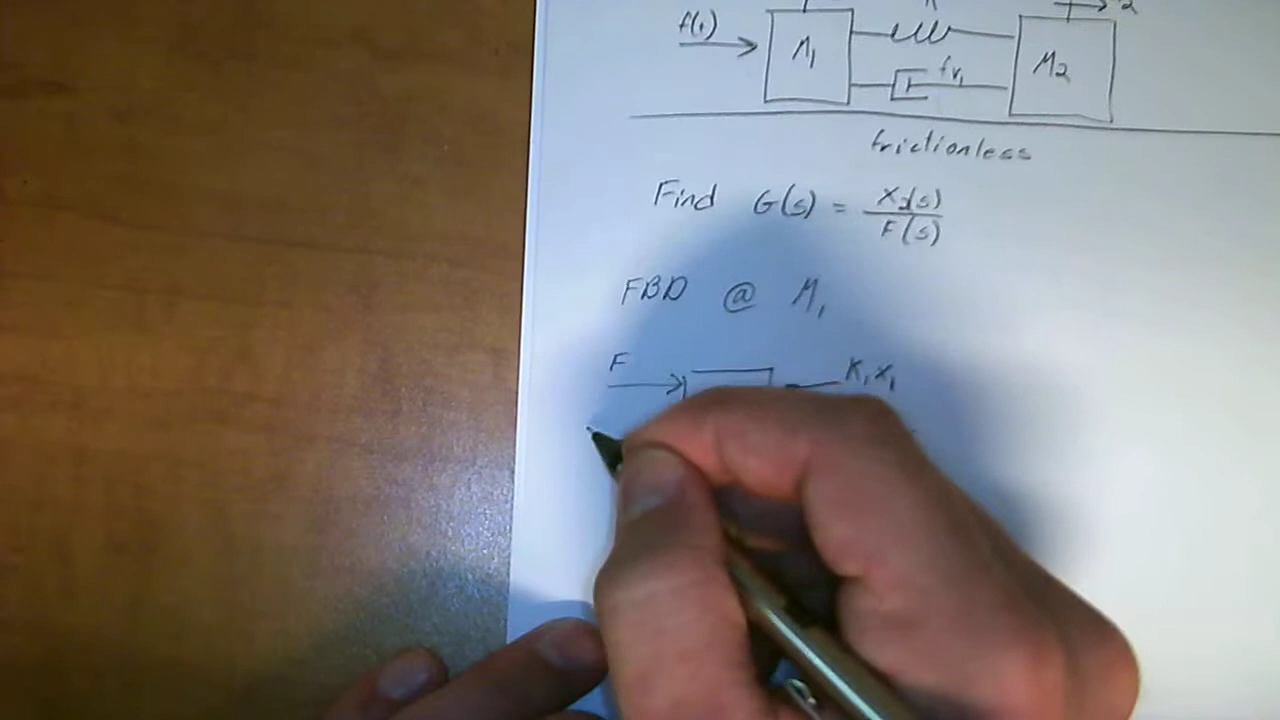 f(t)
M₁ M₂
fv₁
frictionless
Find G(s) = X₂(s) / F(s)
FBD @ M₁
F K₁X₁